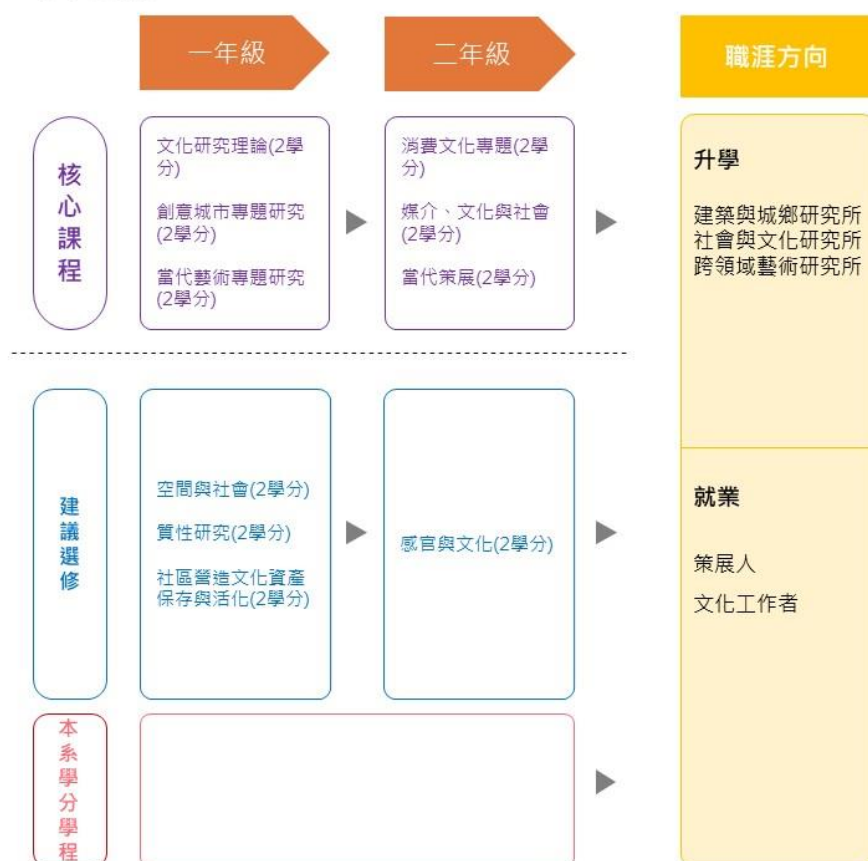 一年級
二年級
職涯方向
核心課程
文化研究理論(2學
分)
創意城市專題研究
(2學分)
當代藝術專題研究
(2學分)
消費文化專題(2學
分)
媒介、文化與社會
(2學分)
當代策展(2學分)
升學
建築與城鄉研究所
社會與文化研究所
跨領域藝術研究所
建議選修
空間與社會(2學分)
質性研究(2學分)
社區營造文化資產
保存與活化(2學分)
感官與文化(2學分)
就業
策展人
文化工作者
本系學分學程